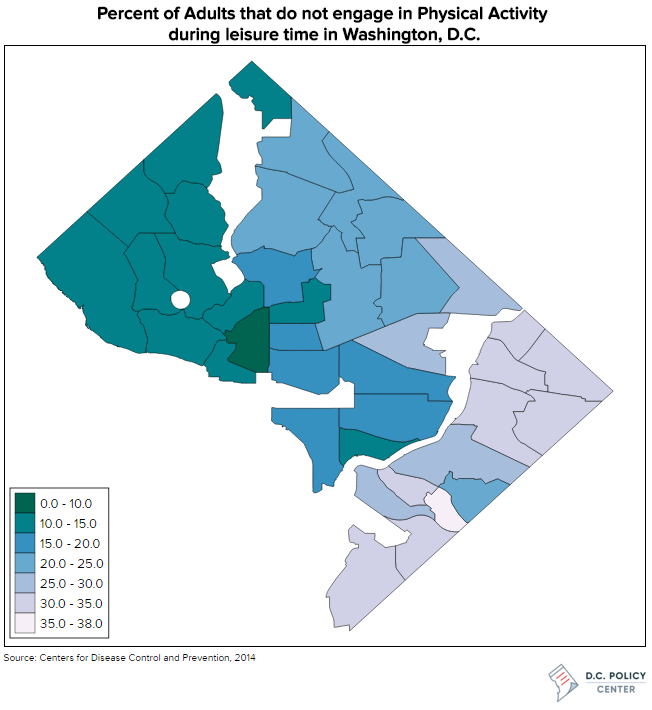 Percent of Adults that do not engage in Physical Activity
during leisure time in Washington, D.C.
0.0 - 10.0
10.0 - 15.0
15.0 - 20.0
20.0 - 25.0
25.0 - 30.0
30.0 - 35.0
35.0 - 38.0
Source: Centers for Disease Control and Prevention, 2014
D.C. POLICY
CENTER